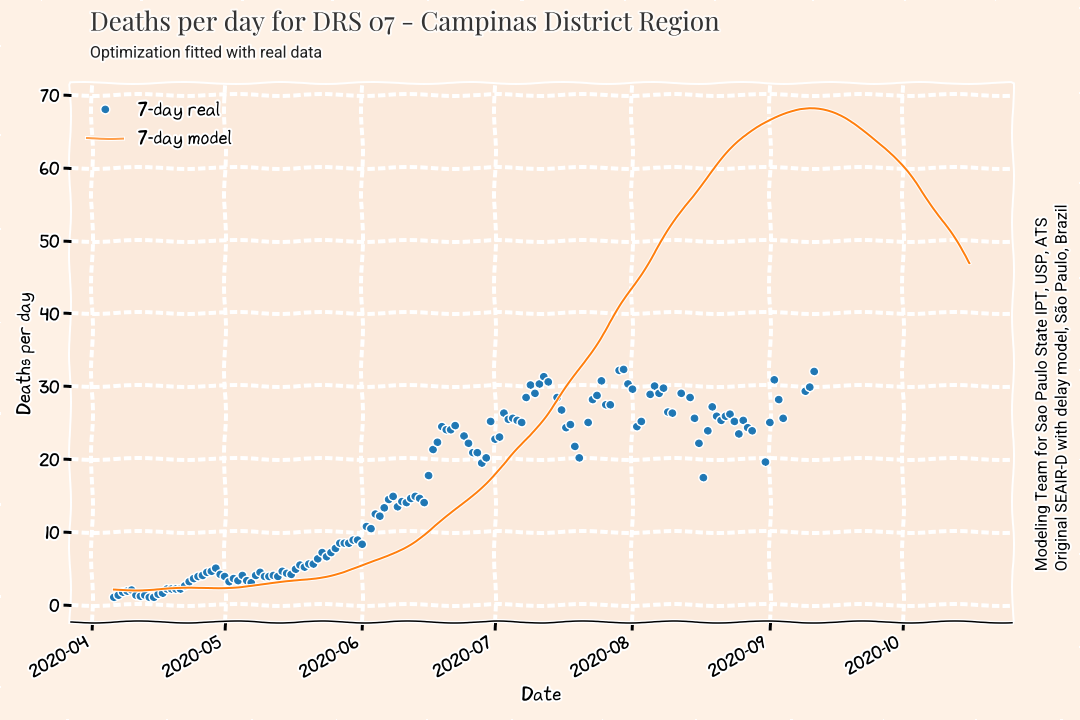 Deaths per day for DRS 07 - Campinas District Region
Optimization fitted with real data
7-day real
7-day model
70
60
50
40
30
20
10
0
Deaths per day
2020-04
2020-05
2020-06
2020-07
2020-08
2020-09
2020-10
Date
Modeling Team for Sao Paulo State IPT, USP, ATS
Original SEAIR-D with delay model, São Paulo, Brazil